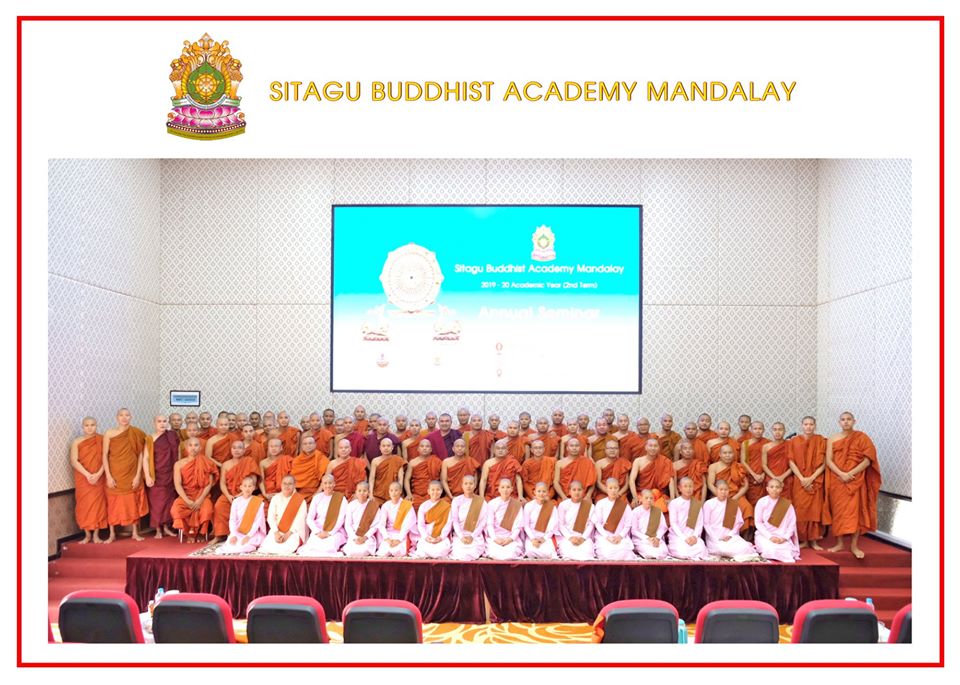 SITAGU BUDDHIST ACADEMY MANDALAY
Sitagu Buddhist Academy Mandalay
2019 - 20 Academic Year (2nd Term)
Annual Seminar